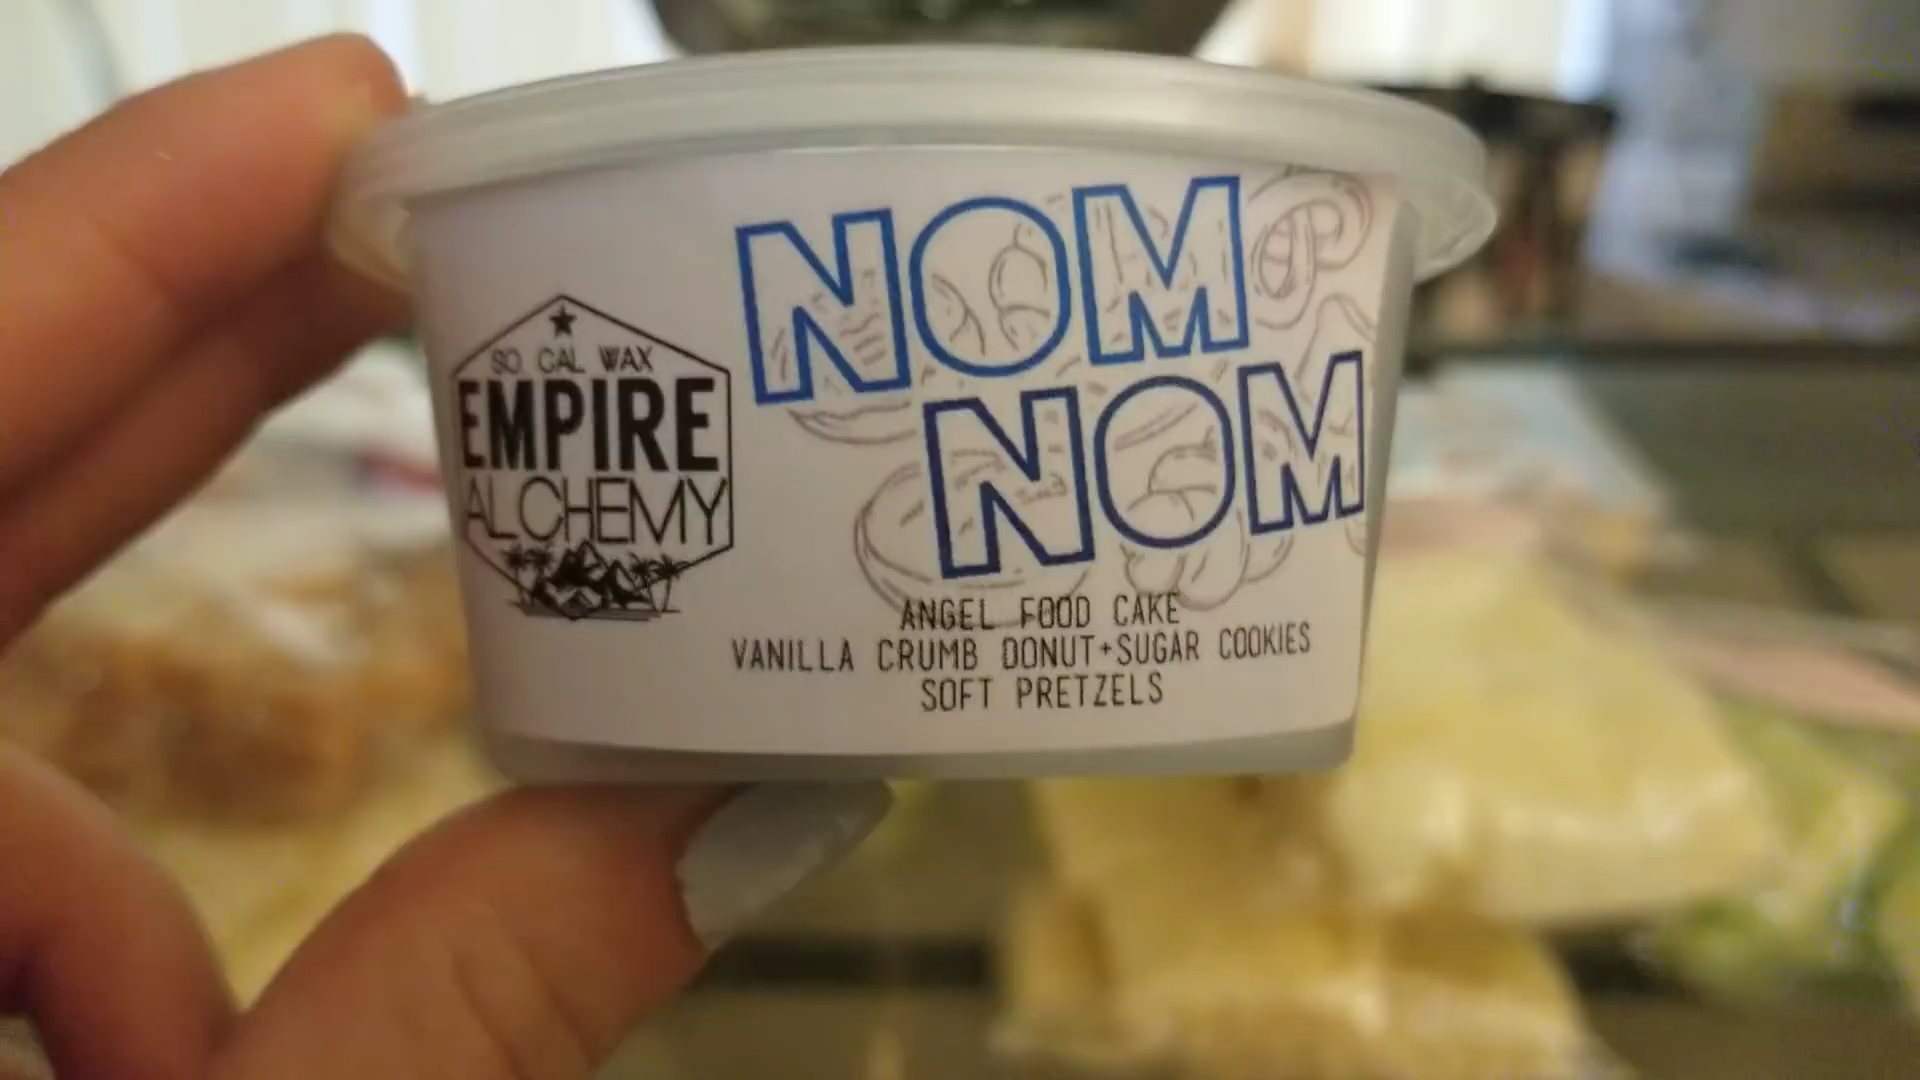 SO CAL WAX
EMPIRE
ALCHEMY
NOM
NOM
ANGEL FOOD CAKE
VANILLA CRUMB DONUT+SUGAR COOKIES
SOFT PRETZELS